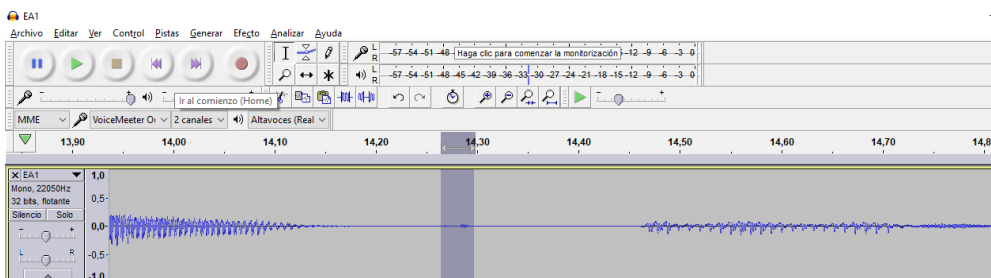 EA1
Archivo Editar Ver Control Pistas Generar Efecto Analizar Ayuda
L R -57 -54 -51 -48 Haga clic para comenzar la monitorización -12 -9 -6 -3 0
L R -57 -54 -51 -48 -45 -42 -39 -36 -33 -30 -27 -24 -21 -18 -15 -12 -9 -6 -3 0
- + - Ir al comienzo (Home) - +
MME VoiceMeeter 2 canales Altavoces (Real
13,90 14,00 14,10 14,20 14,30 14,40 14,50 14,60 14,70 14,8
X EA1 1,0
Mono, 22050Hz
32 bits, flotante 0,5
Silencio Solo
- + 0,0
L R -0,5
-1,0